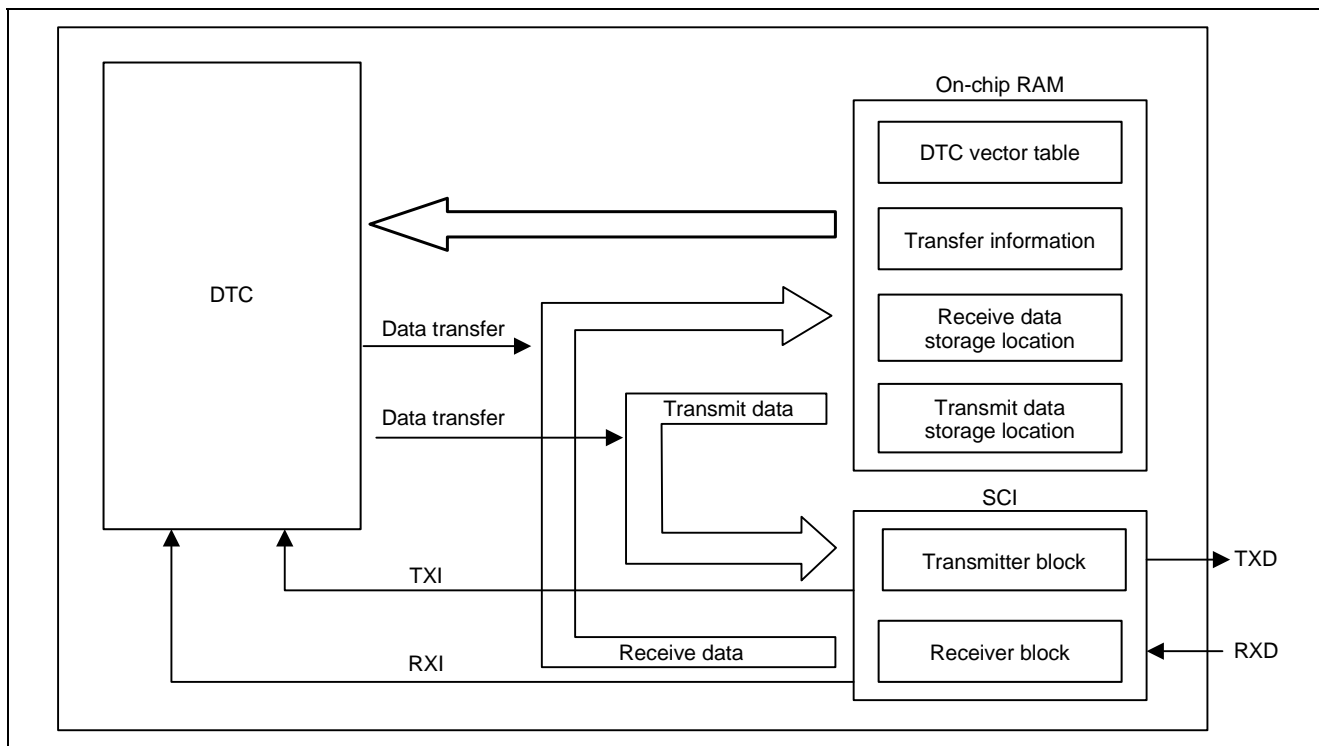 On-chip RAM
DTC vector table
Transfer information
DTC
Receive data
storage location
Data transfer
Transmit data
Data transfer
Transmit data
storage location
SCI
Transmitter block
TXD
TXI
Receive data
Receiver block
RXD
RXI